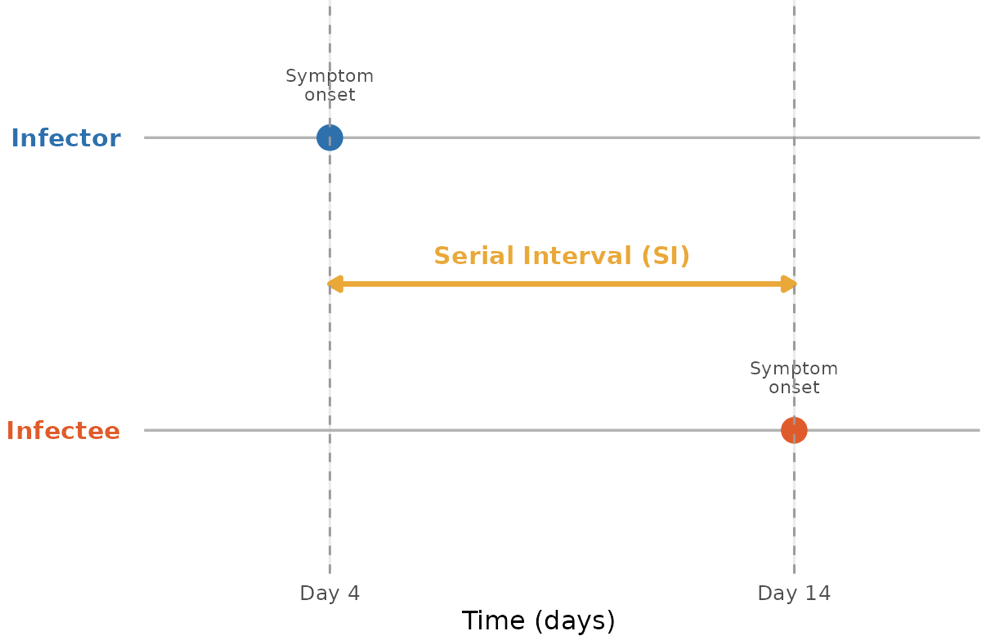 Symptom
onset
Infector
Serial Interval (SI)
Symptom
onset
Infectee
Day 4
Day 14
Time (days)